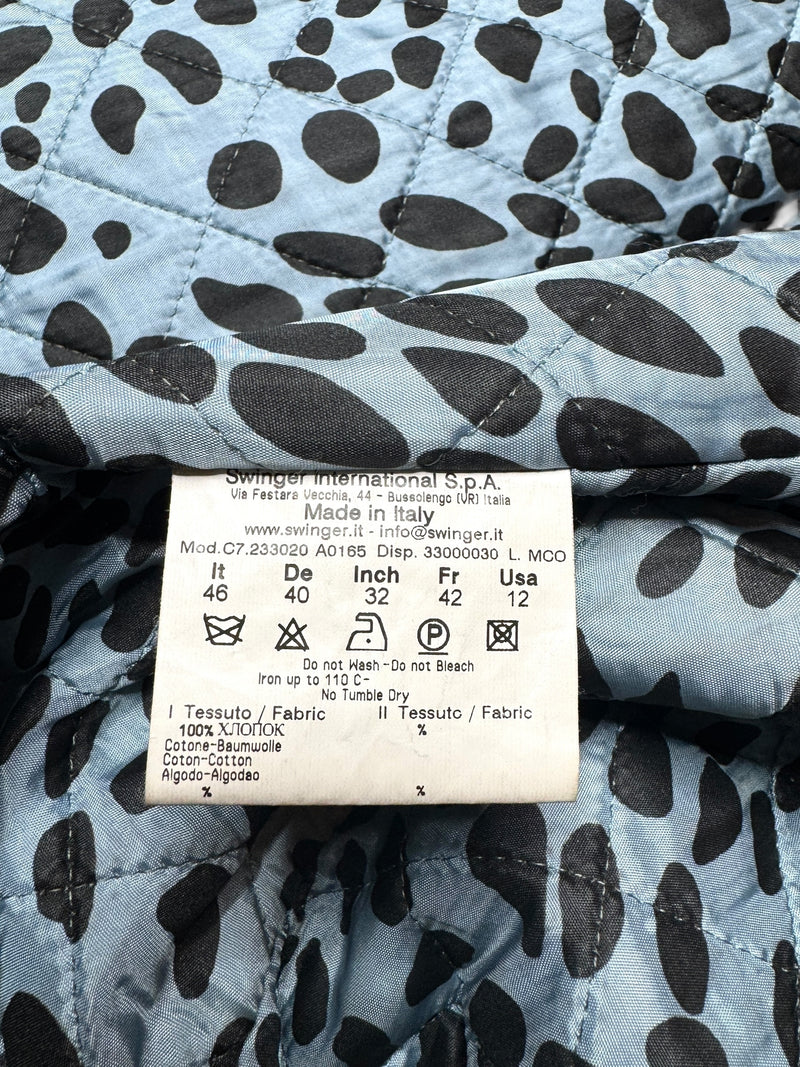 Swinger International S.p.A.
Via Festara Vecchia, 44 - Bussolengo (VR) Italia
Made in Italy
www.swinger.it - info@swinger.it
Mod.C7.233020 A0165 Disp. 33000030 L. MCO
It De Inch Fr Usa
46 40 32 42 12
P
Do not Wash-Do not Bleach
Iron up to 110 C-
No Tumble Dry
I Tessuto / Fabric II Tessuto / Fabric
100% ХЛОПОК %
Cotone-Baumwolle
Coton-Cotton
Algodo-Algodao
% %